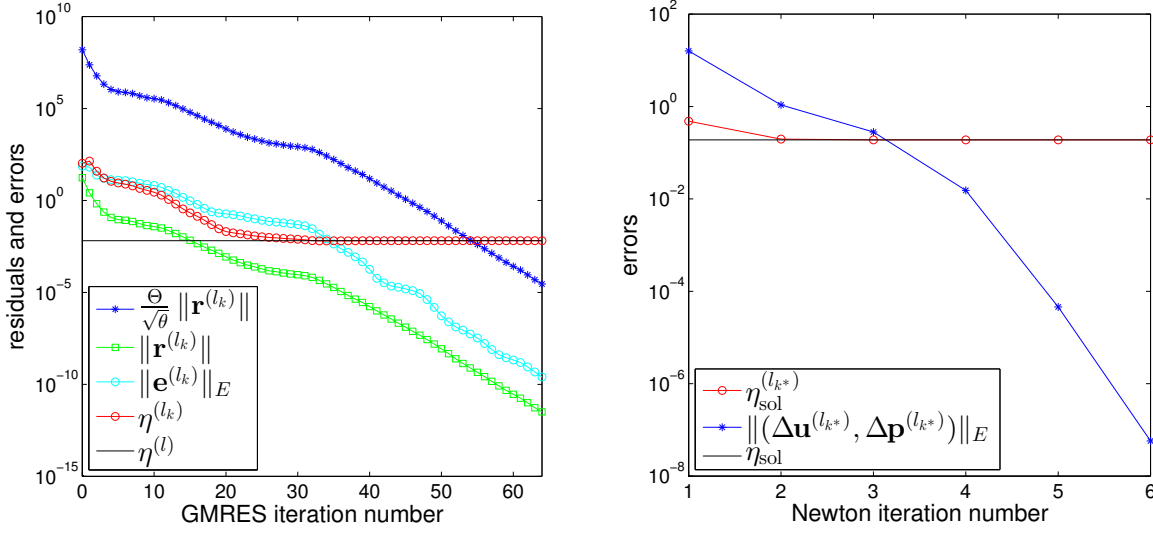 10^10
10^5
10^0
10^−5
10^−10
10^−15
residuals and errors
Θ/√θ ‖r^(l_k)‖
‖r^(l_k)‖
‖e^(l_k)‖_E
η^(l_k)
η^(l)
0 10 20 30 40 50 60
GMRES iteration number
10^2
10^0
10^−2
10^−4
10^−6
10^−8
errors
η_sol^(l_k*)
‖(Δu^(l_k*), Δp^(l_k*))‖_E
η_sol
1 2 3 4 5 6
Newton iteration number